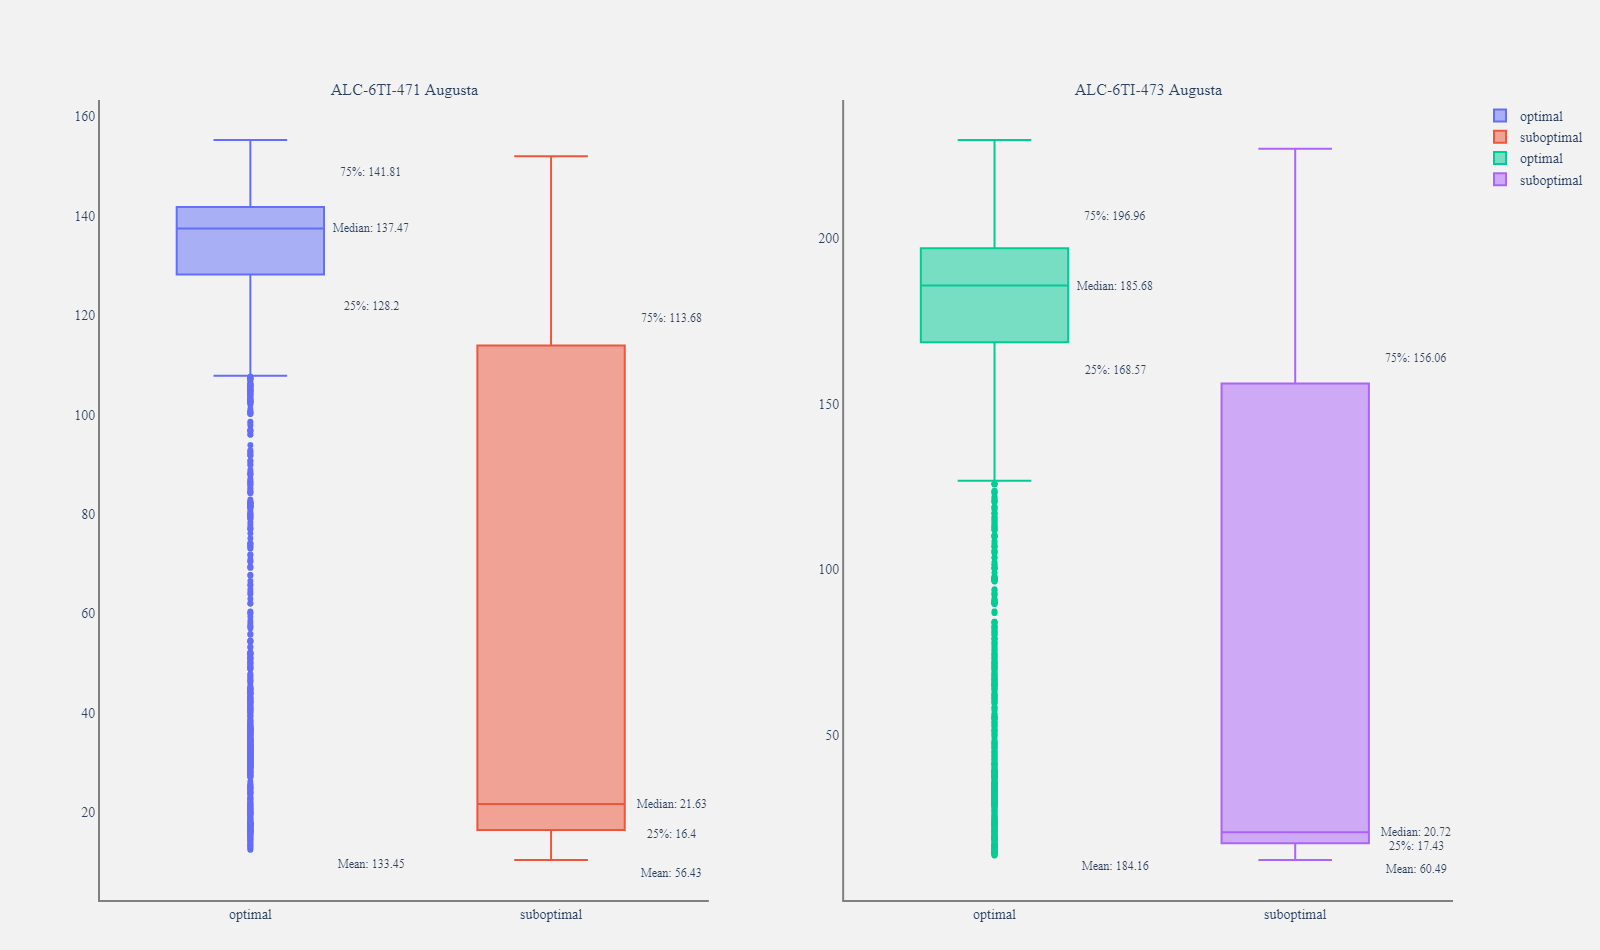 ALC-6TI-471 Augusta
160
140
120
100
80
60
40
20
75%: 141.81
Median: 137.47
25%: 128.2
Mean: 133.45
75%: 113.68
Median: 21.63
25%: 16.4
Mean: 56.43
optimal
suboptimal
ALC-6TI-473 Augusta
200
150
100
50
75%: 196.96
Median: 185.68
25%: 168.57
Mean: 184.16
75%: 156.06
Median: 20.72
25%: 17.43
Mean: 60.49
optimal
suboptimal
optimal
suboptimal
optimal
suboptimal